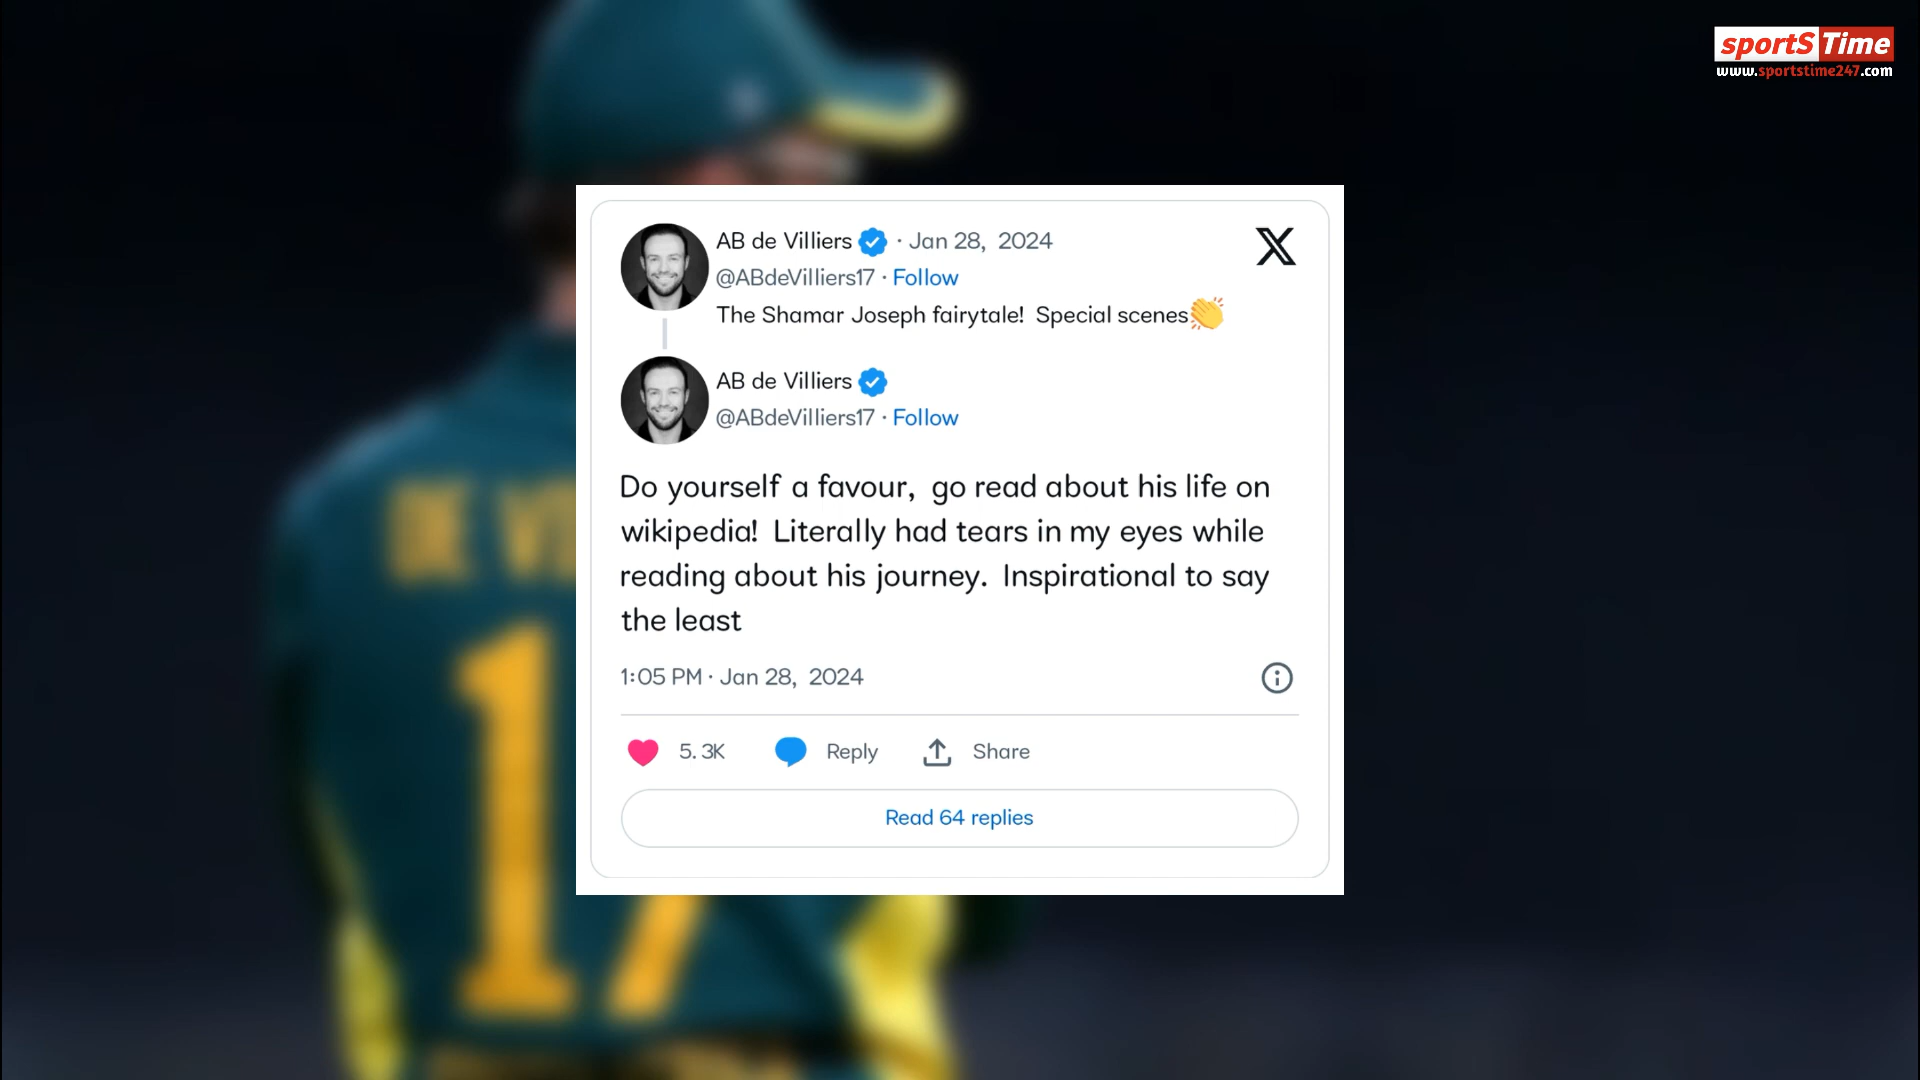 sportS Time
www.sportstime247.com
AB de Villiers · Jan 28, 2024
@ABdeVilliers17 · Follow
The Shamar Joseph fairytale! Special scenes👏
AB de Villiers
@ABdeVilliers17 · Follow
Do yourself a favour, go read about his life on
wikipedia! Literally had tears in my eyes while
reading about his journey. Inspirational to say
the least
1:05 PM · Jan 28, 2024
5.3K Reply Share
Read 64 replies
DE VI
17